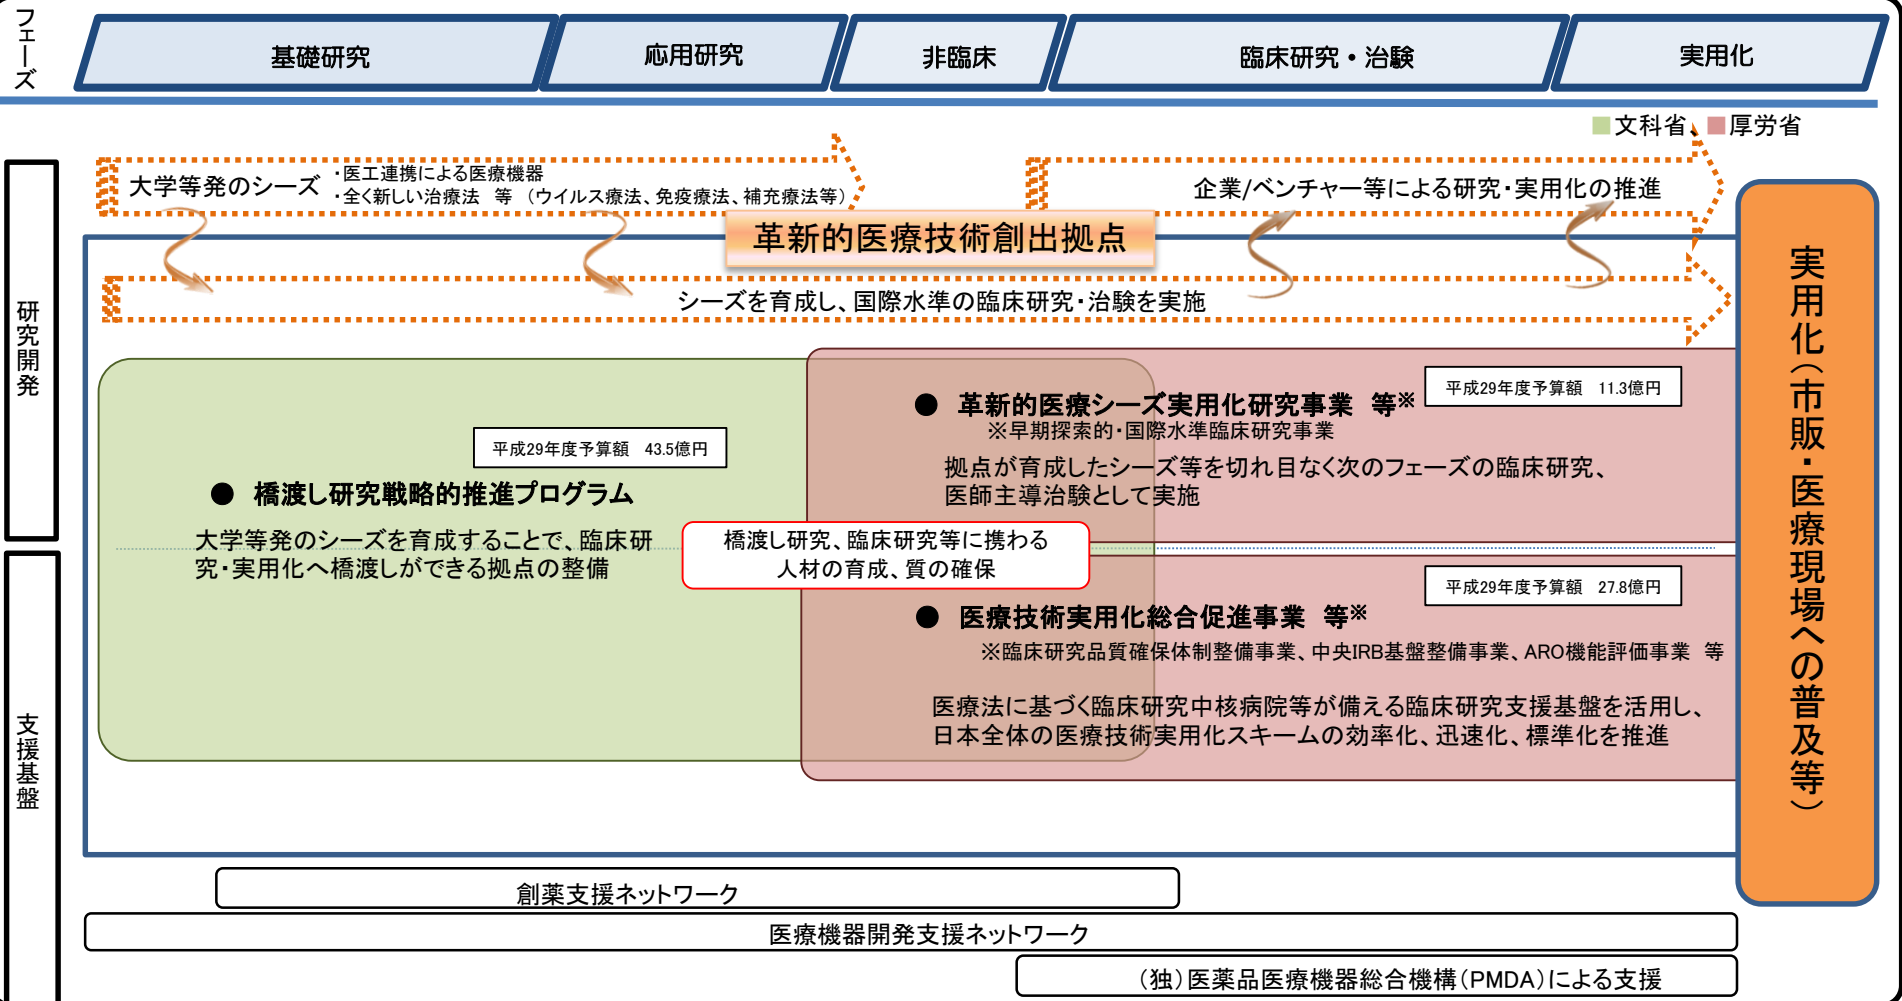 フェーズ
基礎研究
応用研究
非臨床
臨床研究・治験
実用化
■文科省、■厚労省
研究開発
大学等発のシーズ
・医工連携による医療機器
・全く新しい治療法　等　（ウイルス療法、免疫療法、補充療法等）
企業/ベンチャー等による研究・実用化の推進
革新的医療技術創出拠点
シーズを育成し、国際水準の臨床研究・治験を実施
平成29年度予算額　43.5億円
● 橋渡し研究戦略的推進プログラム
大学等発のシーズを育成することで、臨床研
究・実用化へ橋渡しができる拠点の整備
平成29年度予算額　11.3億円
● 革新的医療シーズ実用化研究事業　等※
※早期探索的・国際水準臨床研究事業
拠点が育成したシーズ等を切れ目なく次のフェーズの臨床研究、
医師主導治験として実施
橋渡し研究、臨床研究等に携わる
人材の育成、質の確保
平成29年度予算額　27.8億円
● 医療技術実用化総合促進事業　等※
※臨床研究品質確保体制整備事業、中央IRB基盤整備事業、ARO機能評価事業　等
医療法に基づく臨床研究中核病院等が備える臨床研究支援基盤を活用し、
日本全体の医療技術実用化スキームの効率化、迅速化、標準化を推進
実用化（市販・医療現場への普及等）
支援基盤
創薬支援ネットワーク
医療機器開発支援ネットワーク
（独）医薬品医療機器総合機構（PMDA）による支援